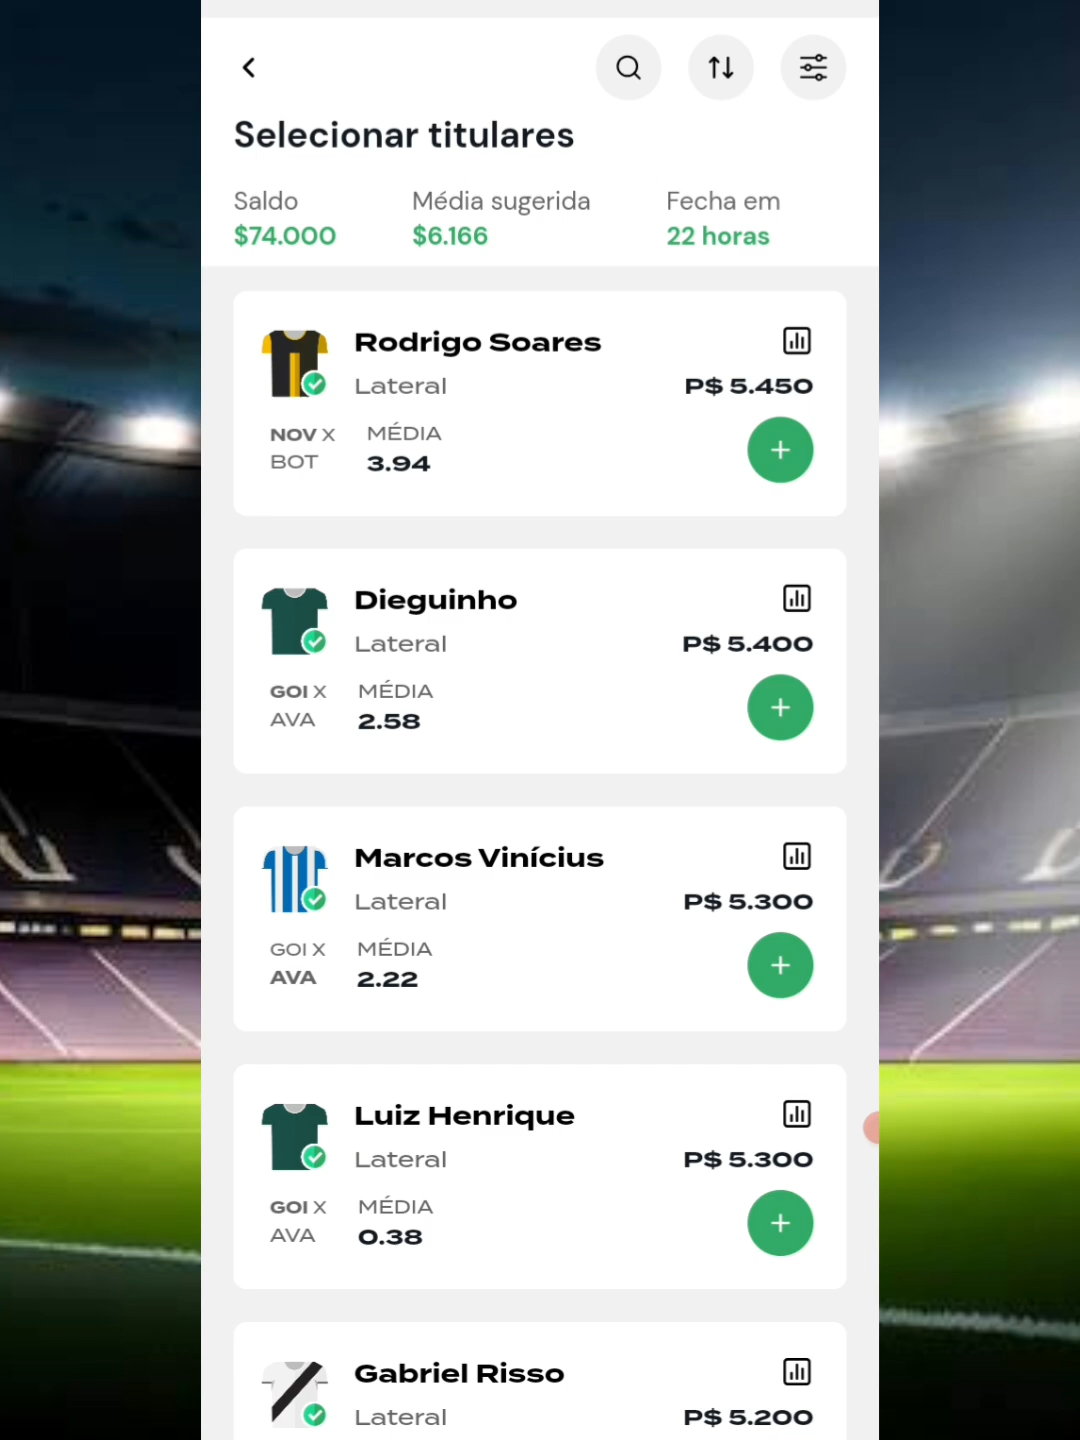 Selecionar titulares
Saldo Média sugerida Fecha em
$74.000 $6.166 22 horas
Rodrigo Soares
Lateral P$ 5.450
NOV X MÉDIA
BOT 3.94
Dieguinho
Lateral P$ 5.400
GOI X MÉDIA
AVA 2.58
Marcos Vinícius
Lateral P$ 5.300
GOI X MÉDIA
AVA 2.22
Luiz Henrique
Lateral P$ 5.300
GOI X MÉDIA
AVA 0.38
Gabriel Risso
Lateral P$ 5.200